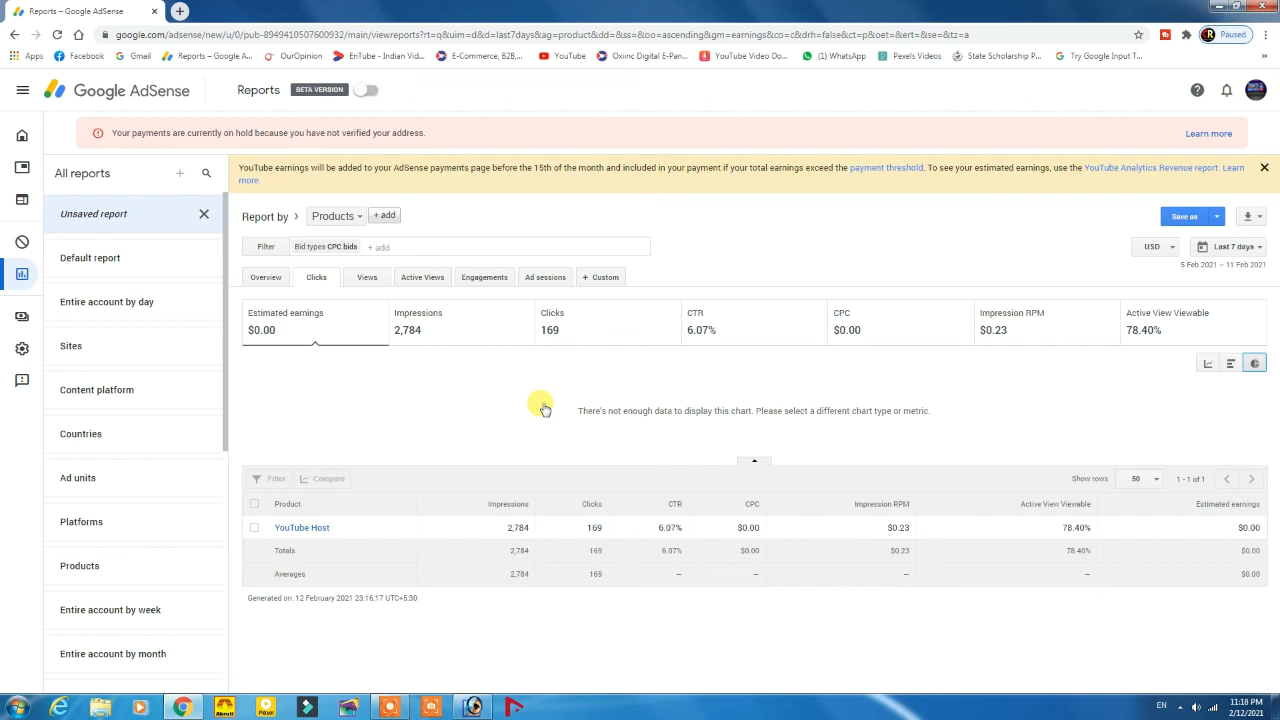 Reports – Google AdSense
google.com/adsense/new/u/0/pub-8949410507600932/main/viewreports?rt=q&uim=d&d=last7days&ag=product&dd=&ss=&oo=ascending&gm=earnings&co=c&drh=false&ct=p&oet=&ert=&se=&tz=a
Paused
Apps
Facebook
Gmail
Reports – Google A...
OurOpinion
EnTube - Indian Vid...
E-Commerce, B2B,...
YouTube
Oxinc Digital E-Pan...
YouTube Video Do...
(1) WhatsApp
Pexels Videos
State Scholarship P...
Try Google Input T...
Google AdSense
Reports
BETA VERSION
Your payments are currently on hold because you have not verified your address.
Learn more
All reports
YouTube earnings will be added to your AdSense payments page before the 15th of the month and included in your payment if your total earnings exceed the payment threshold. To see your estimated earnings, use the YouTube Analytics Revenue report. Learn
more.
Unsaved report
Default report
Entire account by day
Sites
Content platform
Countries
Ad units
Platforms
Products
Entire account by week
Entire account by month
Report by
Products
+ add
Save as
Filter
Bid types CPC bids
+ add
USD
Last 7 days
5 Feb 2021 – 11 Feb 2021
Overview
Clicks
Views
Active Views
Engagements
Ad sessions
+ Custom
Estimated earnings
$0.00
Impressions
2,784
Clicks
169
CTR
6.07%
CPC
$0.00
Impression RPM
$0.23
Active View Viewable
78.40%
There's not enough data to display this chart. Please select a different chart type or metric.
Filter
Compare
Show rows
50
1 - 1 of 1
Product Impressions Clicks CTR CPC Impression RPM Active View Viewable Estimated earnings
YouTube Host 2,784 169 6.07% $0.00 $0.23 78.40% $0.00
Totals 2,784 169 6.07% $0.00 $0.23 78.40% $0.00
Averages 2,784 169 – – – – $0.00
Generated on: 12 February 2021 23:16:17 UTC+5:30
Akruti
Player
EN
11:18 PM
2/12/2021